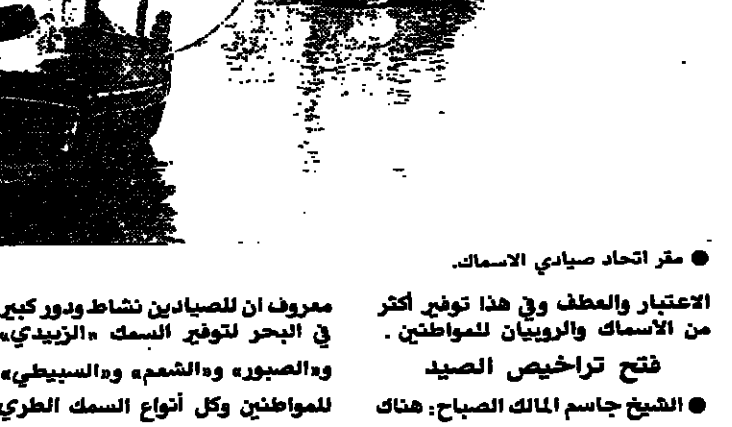 ● مقر اتحاد صيادي الاسماك.
الاعتبار والعطف وفي هذا توفير أكثر
من الاسماك والروبيان للمواطنين .
فتح تراخيص الصيد
● الشيخ جاسم المالك الصباح: هناك
معروف ان للصيادين نشاط ودور كبير
في البحر لتوفير السمك «الزبيدي»
و«الصبور» و«الشعم» و«السبيطي»
للمواطنين وكل أنواع السمك الطري